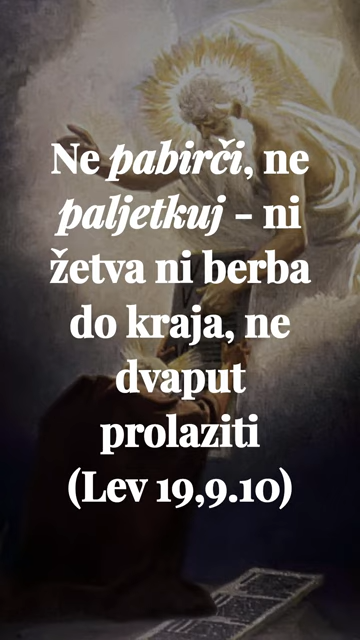 Ne pabirči, ne
paljetkuj – ni
žetva ni berba
do kraja, ne
dvaput
prolaziti
(Lev 19,9.10)